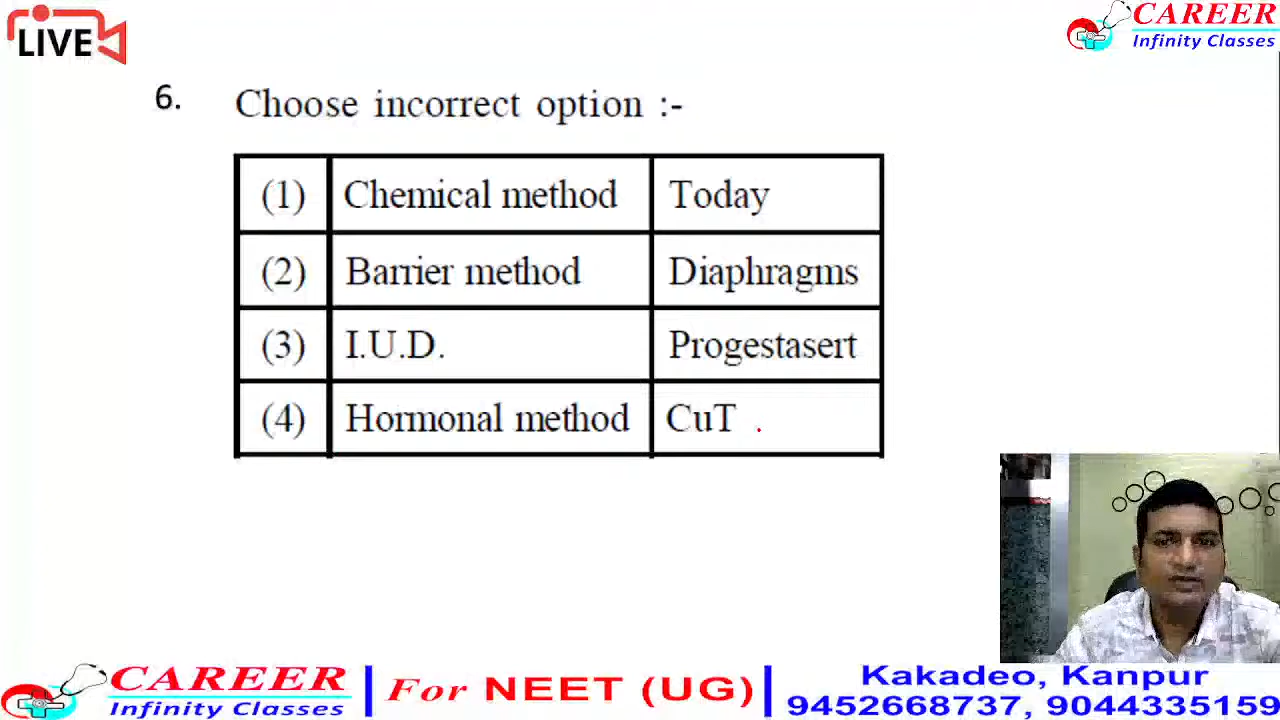 LIVE
CAREER
Infinity Classes
6. Choose incorrect option :-
(1) Chemical method Today
(2) Barrier method Diaphragms
(3) I.U.D. Progestasert
(4) Hormonal method CuT
CAREER
Infinity Classes
For NEET (UG)
Kakadeo, Kanpur
9452668737, 9044335159